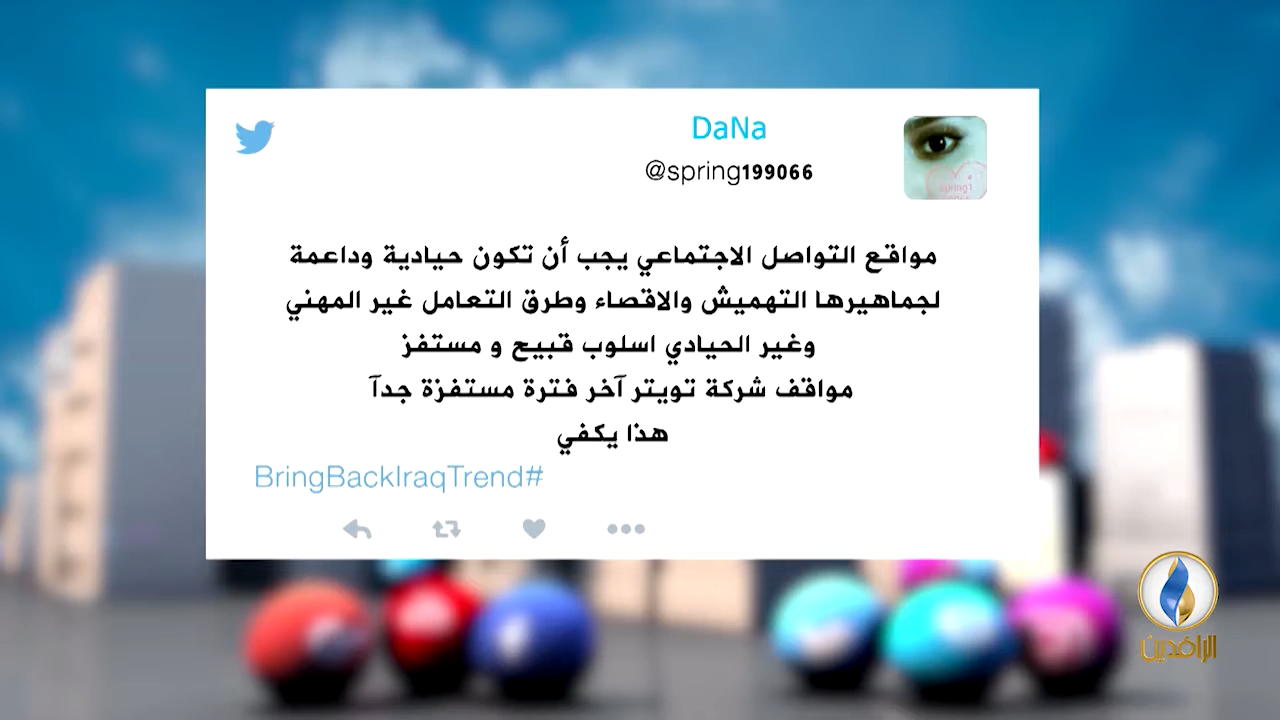 DaNa
@spring199066
مواقع التواصل الاجتماعي يجب أن تكون حيادية وداعمة
لجماهيرها التهميش والاقصاء وطرق التعامل غير المهني
وغير الحيادي اسلوب قبيح و مستفز
مواقف شركة تويتر آخر فترة مستفزة جدآ
هذا يكفي
BringBackIraqTrend#
الرافدين